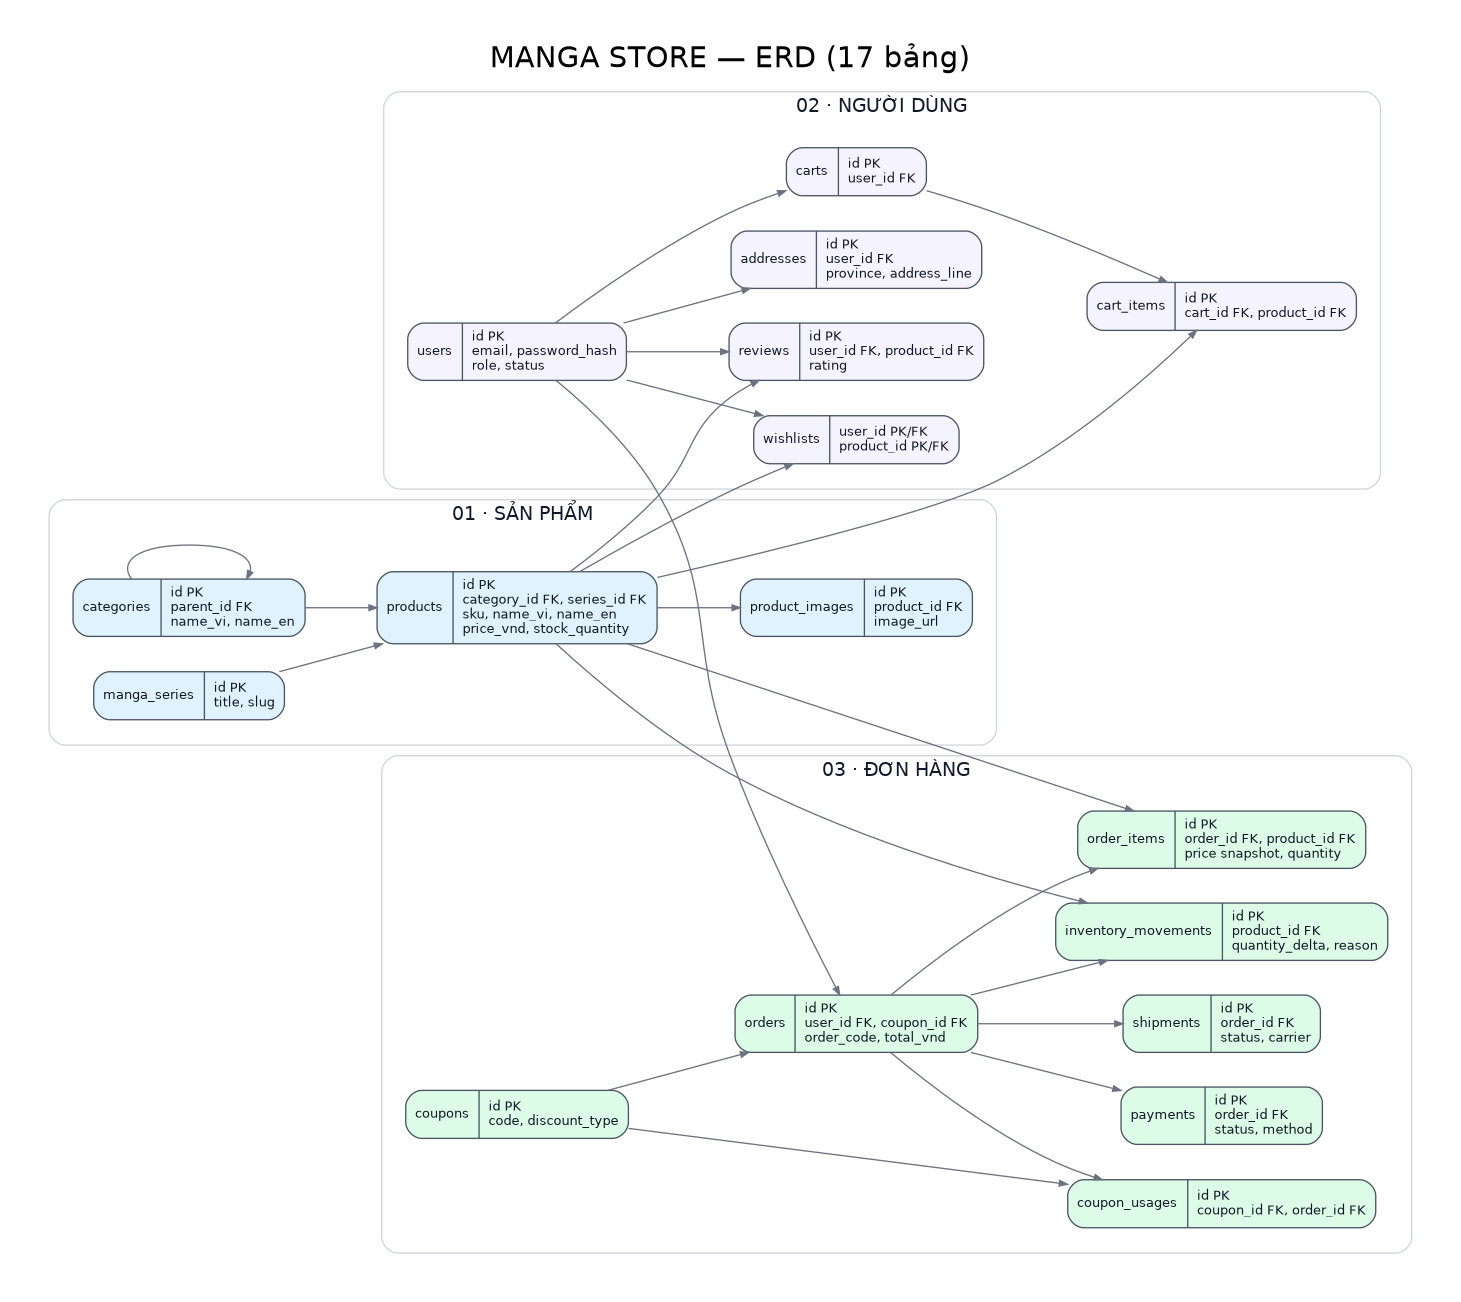 MANGA STORE — ERD (17 bảng)
02 · NGƯỜI DÙNG
carts
id PK
user_id FK
addresses
id PK
user_id FK
province, address_line
cart_items
id PK
cart_id FK, product_id FK
users
id PK
email, password_hash
role, status
reviews
id PK
user_id FK, product_id FK
rating
wishlists
user_id PK/FK
product_id PK/FK
01 · SẢN PHẨM
categories
id PK
parent_id FK
name_vi, name_en
products
id PK
category_id FK, series_id FK
sku, name_vi, name_en
price_vnd, stock_quantity
product_images
id PK
product_id FK
image_url
manga_series
id PK
title, slug
03 · ĐƠN HÀNG
order_items
id PK
order_id FK, product_id FK
price snapshot, quantity
inventory_movements
id PK
product_id FK
quantity_delta, reason
orders
id PK
user_id FK, coupon_id FK
order_code, total_vnd
shipments
id PK
order_id FK
status, carrier
coupons
id PK
code, discount_type
payments
id PK
order_id FK
status, method
coupon_usages
id PK
coupon_id FK, order_id FK